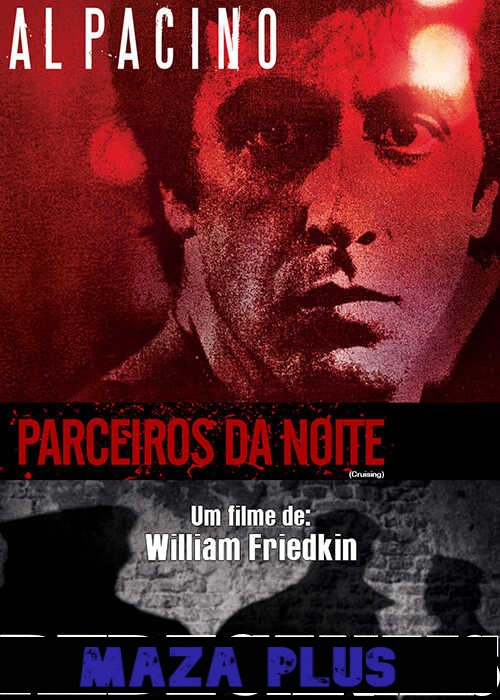 AL PACINO
PARCEIROS DA NOITE
(Cruising)
Um filme de:
William Friedkin
MAZA PLUS